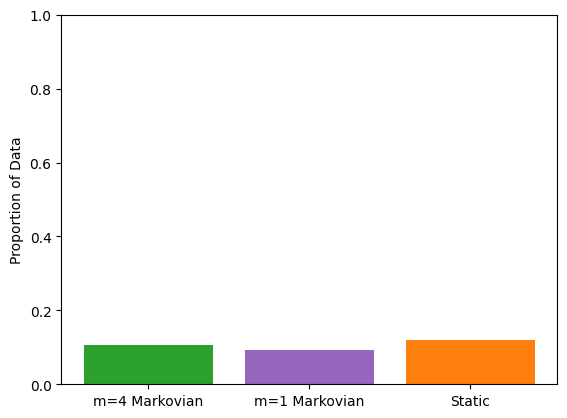 1.0
0.8
0.6
0.4
0.2
0.0
Proportion of Data
m=4 Markovian
m=1 Markovian
Static